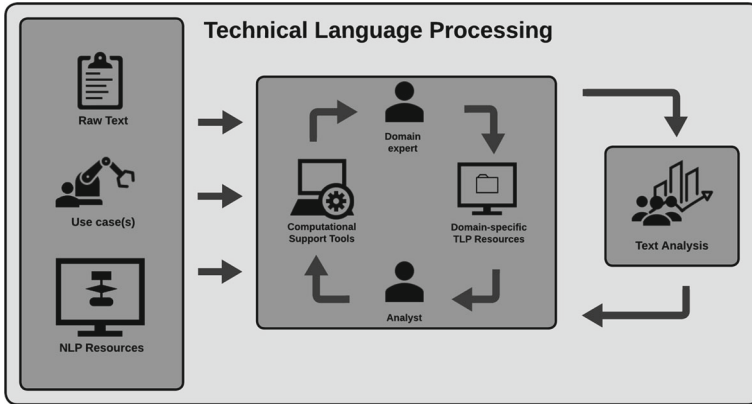 Technical Language Processing
Raw Text
Use case(s)
NLP Resources
Domain
expert
Computational
Support Tools
Domain-specific
TLP Resources
Analyst
Text Analysis